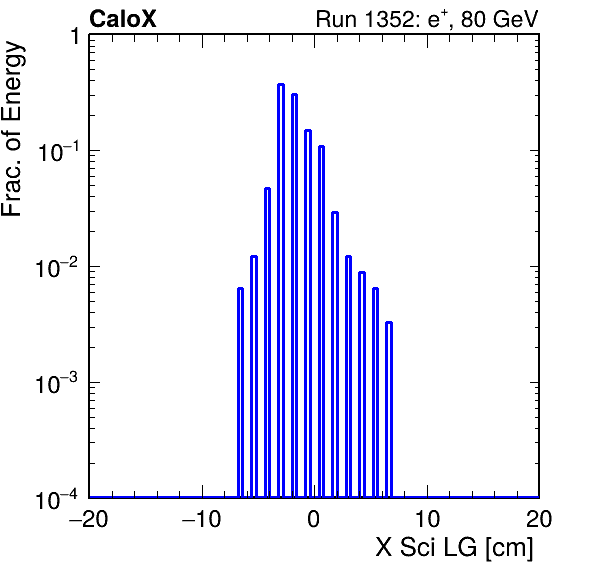 CaloX Run 1352: e⁺, 80 GeV
Frac. of Energy
1
10⁻¹
10⁻²
10⁻³
10⁻⁴
−20 −10 0 10 20
X Sci LG [cm]